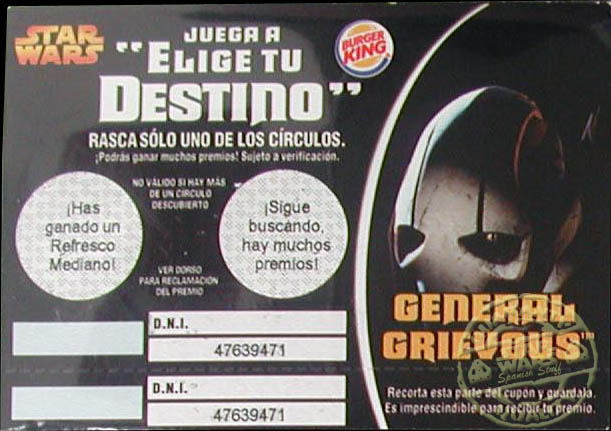 STAR
WARS
JUEGA A
"ELIGE TU
DESTINO"
BURGER
KING
RASCA SÓLO UNO DE LOS CÍRCULOS.
¡Podrás ganar muchos premios! Sujeto a verificación.
¡Has
ganado un
Refresco
Mediano!
NO VÁLIDO SI HAY MÁS
DE UN CÍRCULO
DESCUBIERTO
VER DORSO
PARA RECLAMACIÓN
DEL PREMIO
¡Sigue
buscando,
hay muchos
premios!
D.N.I.
47639471
D.N.I.
47639471
GENERAL
GRIEVOUS™
Recorta esta parte del cupón y guárdala.
Es imprescindible para recibir tu premio.
Spanish Stuff